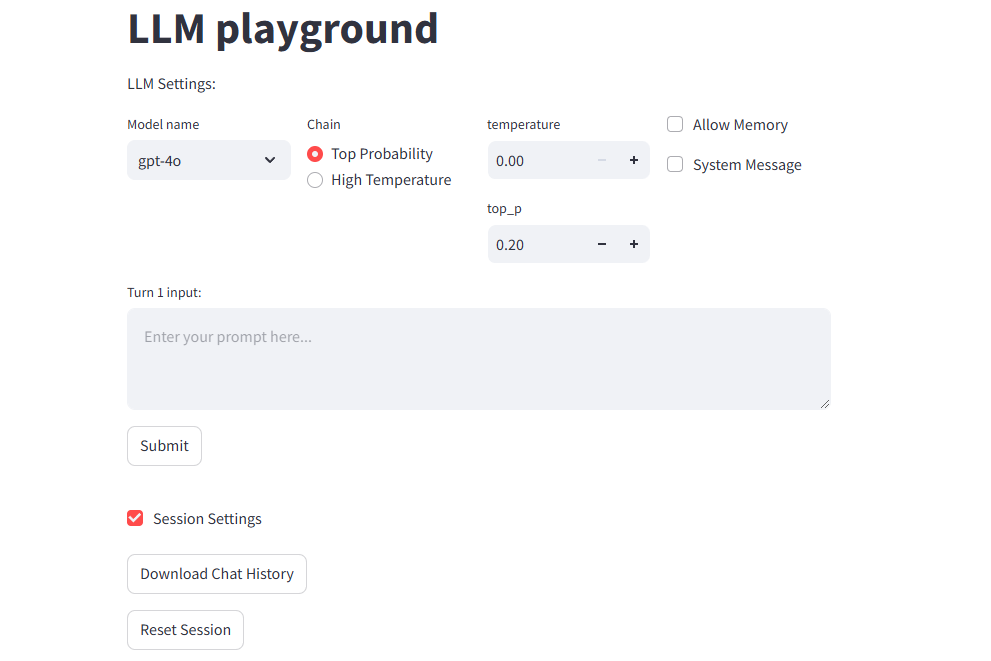 LLM playground
LLM Settings:
Model name
gpt-4o
Chain
Top Probability
High Temperature
temperature
0.00
top_p
0.20
Allow Memory
System Message
Turn 1 input:
Enter your prompt here...
Submit
Session Settings
Download Chat History
Reset Session